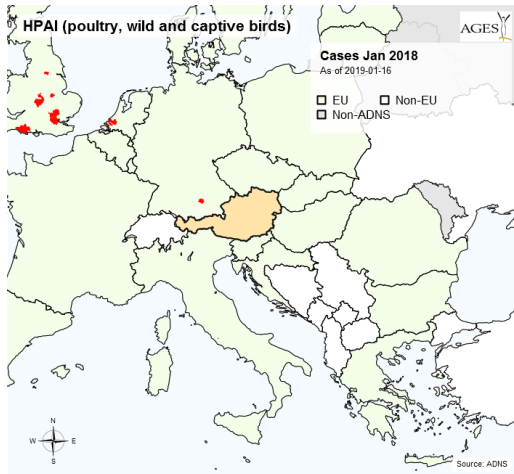 HPAI (poultry, wild and captive birds)
AGES
Cases Jan 2018
As of 2019-01-16
EU
Non-EU
Non-ADNS
N
W
E
S
Source: ADNS